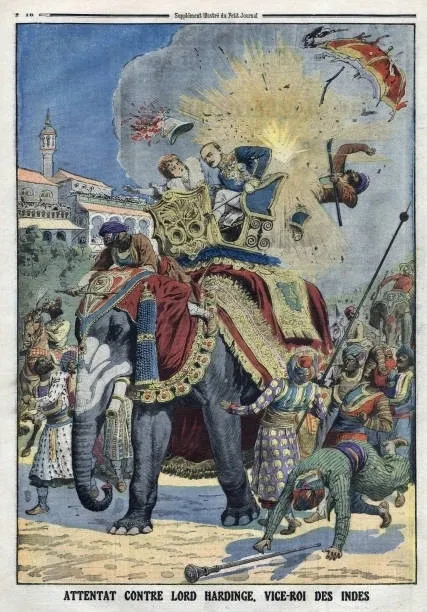 Supplément illustré du Petit Journal
ATTENTAT CONTRE LORD HARDINGE, VICE-ROI DES INDES